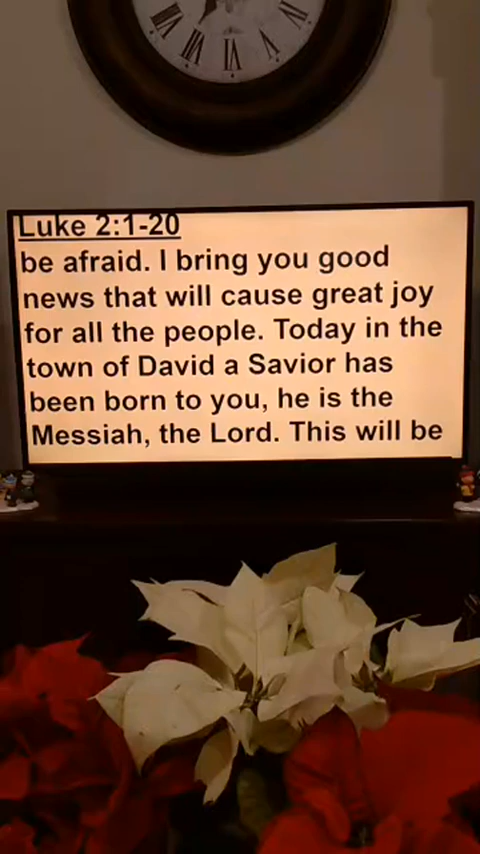 Luke 2:1-20
be afraid. I bring you good
news that will cause great joy
for all the people. Today in the
town of David a Savior has
been born to you, he is the
Messiah, the Lord. This will be